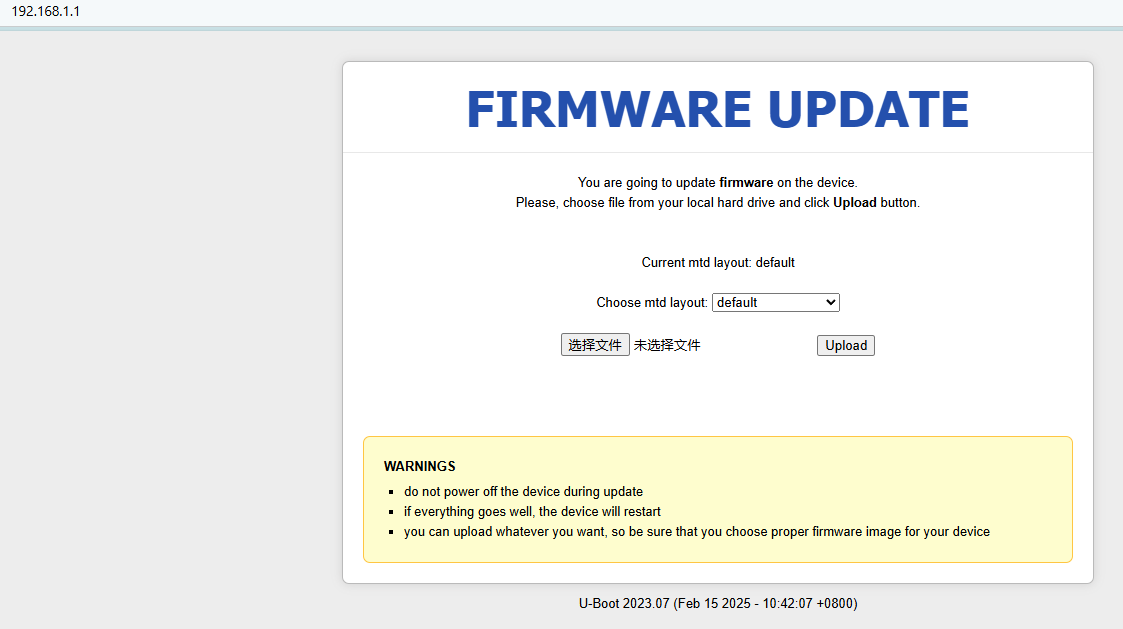 192.168.1.1
FIRMWARE UPDATE
You are going to update firmware on the device.
Please, choose file from your local hard drive and click Upload button.
Current mtd layout: default
Choose mtd layout: default
选择文件 未选择文件 Upload
WARNINGS
do not power off the device during update
if everything goes well, the device will restart
you can upload whatever you want, so be sure that you choose proper firmware image for your device
U-Boot 2023.07 (Feb 15 2025 - 10:42:07 +0800)